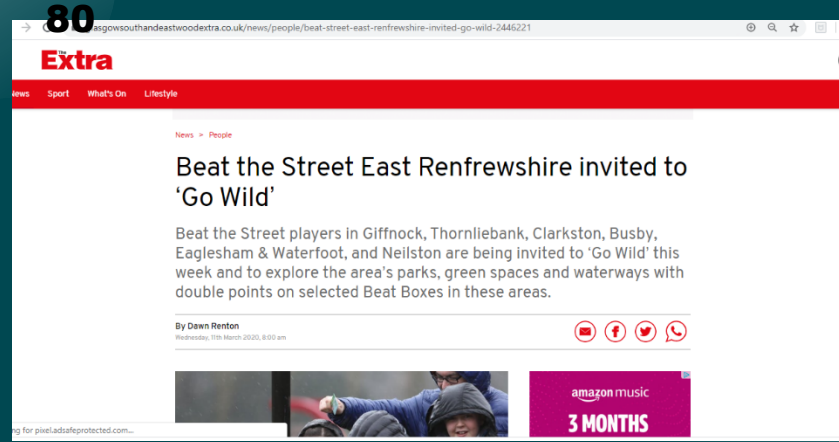 80
asgowsouthandeastwoodextra.co.uk/news/people/beat-street-east-renfrewshire-invited-go-wild-2446221
The
Extra
News Sport What's On Lifestyle
News > People
Beat the Street East Renfrewshire invited to
‘Go Wild’
Beat the Street players in Giffnock, Thornliebank, Clarkston, Busby,
Eaglesham & Waterfoot, and Neilston are being invited to ‘Go Wild’ this
week and to explore the area’s parks, green spaces and waterways with
double points on selected Beat Boxes in these areas.
By Dawn Renton
Wednesday, 11th March 2020, 8:00 am
amazon music
3 MONTHS
ng for pixel.adsafeprotected.com...